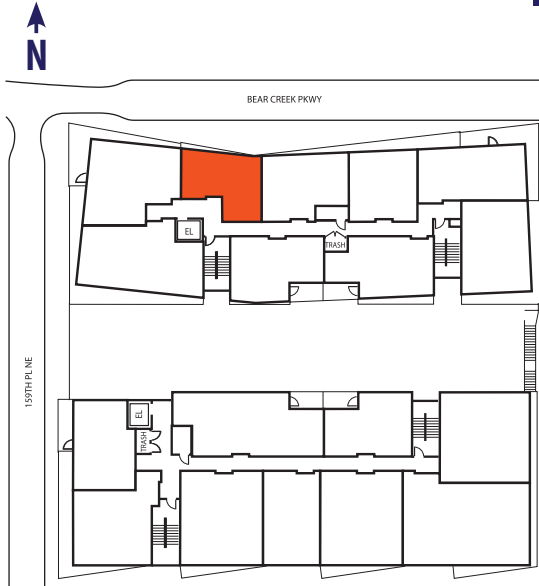 N
BEAR CREEK PKWY
EL
TRASH
159TH PL NE
EL
TRASH